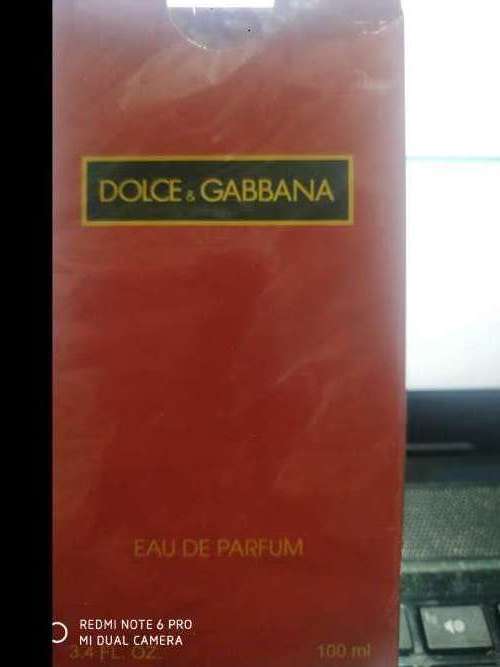 DOLCE & GABBANA
EAU DE PARFUM
REDMI NOTE 6 PRO
MI DUAL CAMERA
3.4 FL. OZ.
100 ml